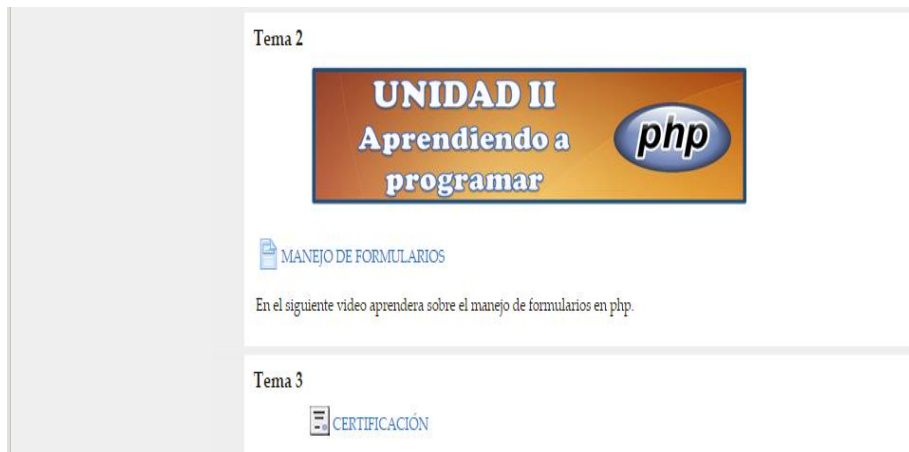 Tema 2
UNIDAD II
Aprendiendo a
programar
php
MANEJO DE FORMULARIOS
En el siguiente video aprendera sobre el manejo de formularios en php.
Tema 3
CERTIFICACIÓN